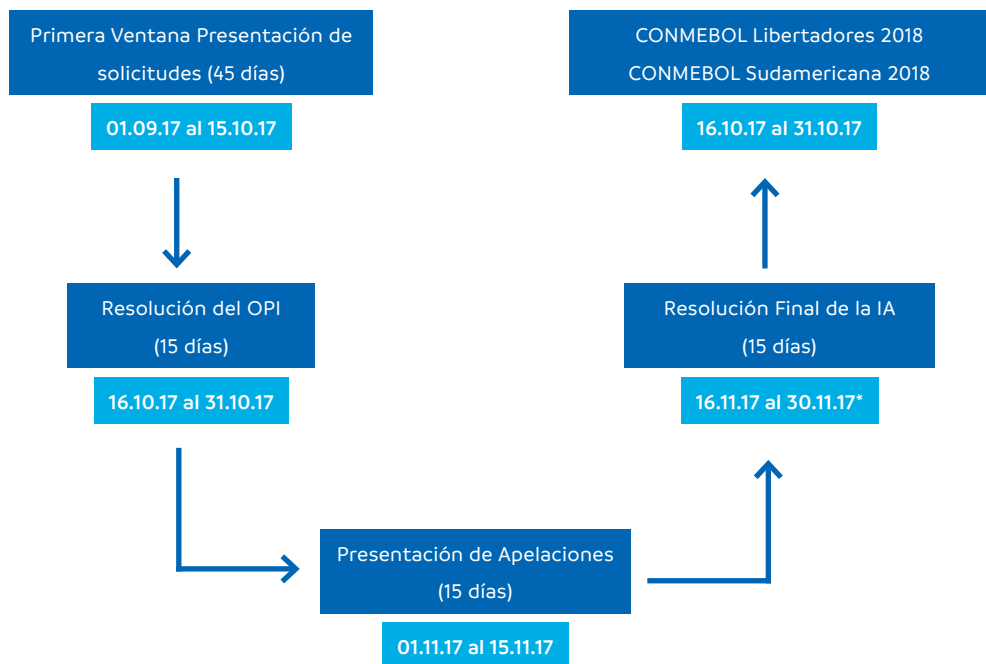 Primera Ventana Presentación de
solicitudes (45 días)
01.09.17 al 15.10.17
Resolución del OPI
(15 días)
16.10.17 al 31.10.17
Presentación de Apelaciones
(15 días)
01.11.17 al 15.11.17
Resolución Final de la IA
(15 días)
16.11.17 al 30.11.17*
CONMEBOL Libertadores 2018
CONMEBOL Sudamericana 2018
16.10.17 al 31.10.17